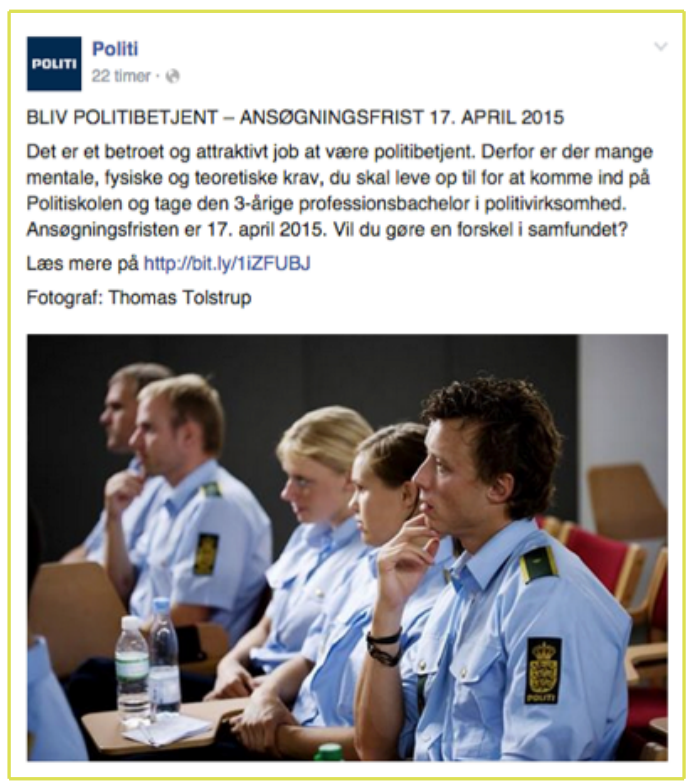 POLITI
Politi
22 timer ·
BLIV POLITIBETJENT – ANSØGNINGSFRIST 17. APRIL 2015
Det er et betroet og attraktivt job at være politibetjent. Derfor er der mange
mentale, fysiske og teoretiske krav, du skal leve op til for at komme ind på
Politiskolen og tage den 3-årige professionsbachelor i politivirksomhed.
Ansøgningsfristen er 17. april 2015. Vil du gøre en forskel i samfundet?
Læs mere på http://bit.ly/1iZFUBJ
Fotograf: Thomas Tolstrup
POLITI